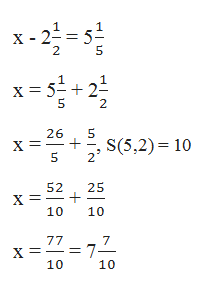 x - 2 1/2 = 5 1/5
x = 5 1/5 + 2 1/2
x = 26/5 + 5/2, S(5,2) = 10
x = 52/10 + 25/10
x = 77/10 = 7 7/10